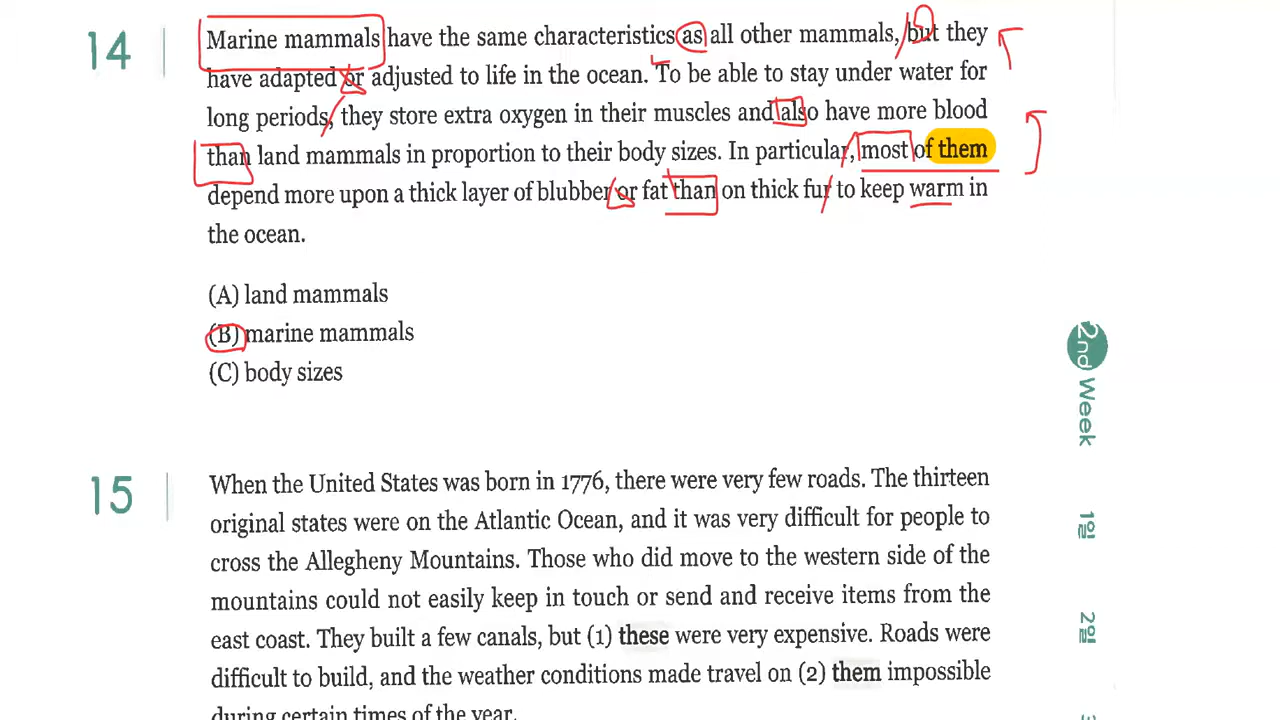 14
Marine mammals have the same characteristics as all other mammals, but they
have adapted or adjusted to life in the ocean. To be able to stay under water for
long periods, they store extra oxygen in their muscles and also have more blood
than land mammals in proportion to their body sizes. In particular, most of them
depend more upon a thick layer of blubber or fat than on thick fur to keep warm in
the ocean.
(A) land mammals
(B) marine mammals
(C) body sizes
2nd Week
1일
2일
15
When the United States was born in 1776, there were very few roads. The thirteen
original states were on the Atlantic Ocean, and it was very difficult for people to
cross the Allegheny Mountains. Those who did move to the western side of the
mountains could not easily keep in touch or send and receive items from the
east coast. They built a few canals, but (1) these were very expensive. Roads were
difficult to build, and the weather conditions made travel on (2) them impossible
during certain times of the year.